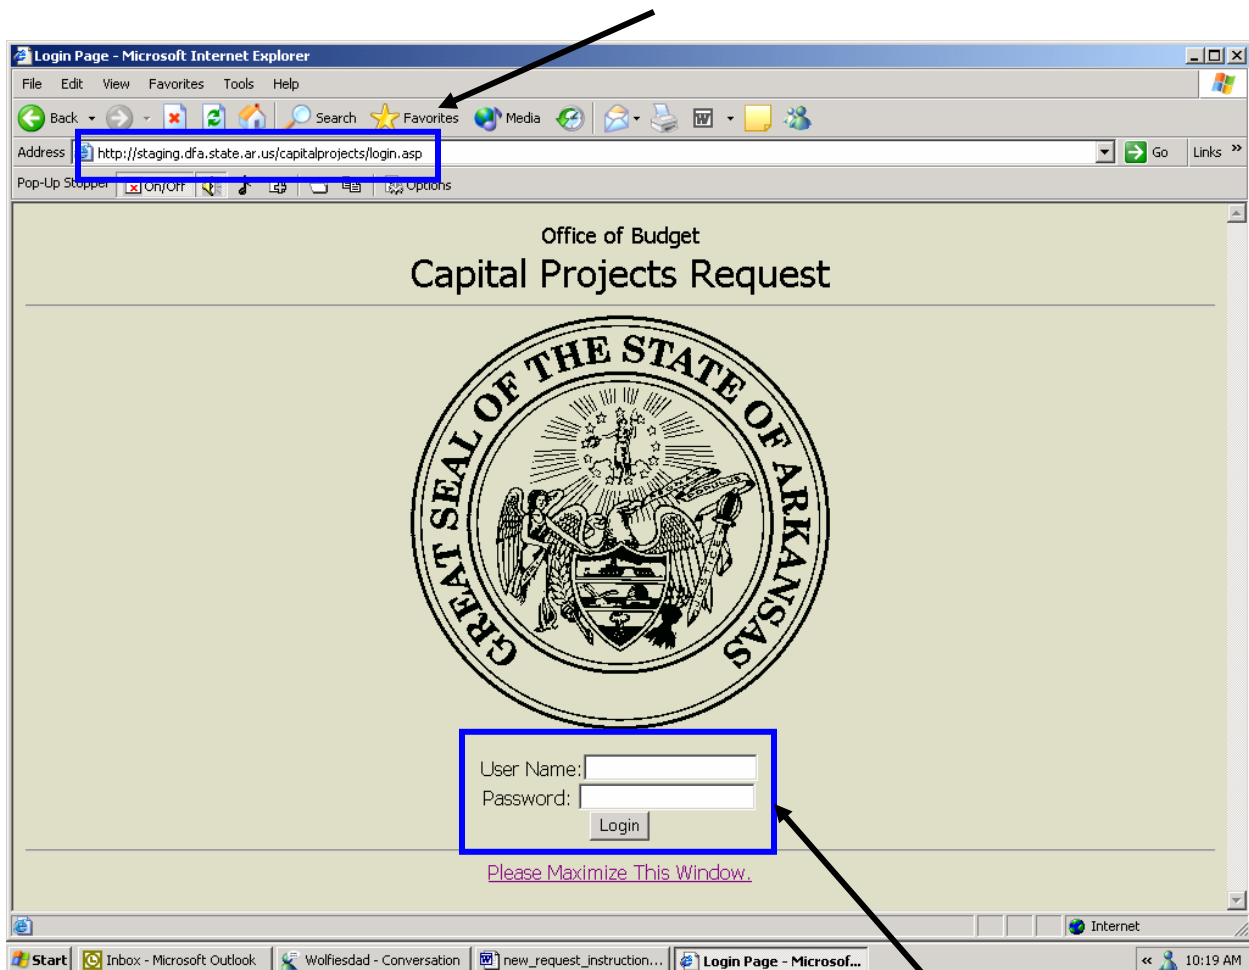 Login Page - Microsoft Internet Explorer
File Edit View Favorites Tools Help
Back Search Favorites Media
Address http://staging.dfa.state.ar.us/capitalprojects/login.asp Go Links »
Pop-Up Stopper On/Off Options
Office of Budget
Capital Projects Request
GREAT SEAL OF THE STATE OF ARKANSAS
User Name:
Password:
Login
Please Maximize This Window.
Internet
Start Inbox - Microsoft Outlook Wolfiesdad - Conversation new_request_instruction... Login Page - Microsof... « 10:19 AM